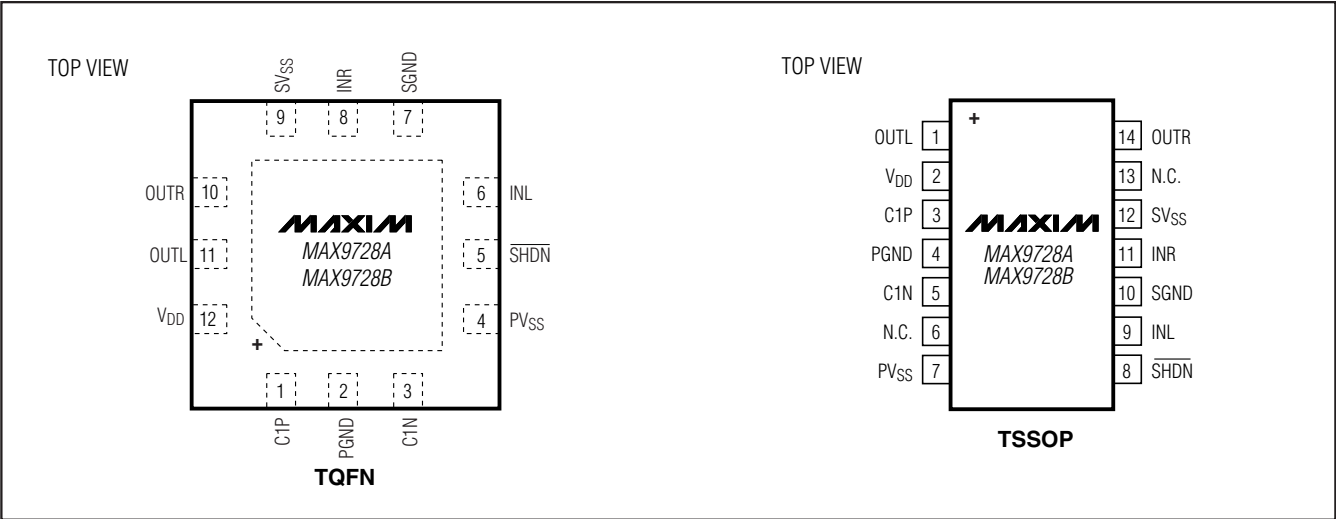 TOP VIEW
SVSS
INR
SGND
9
8
7
OUTR 10
6 INL
MAXIM
MAX9728A
MAX9728B
OUTL 11
5 SHDN
VDD 12
4 PVSS
+
1
2
3
C1P
PGND
C1N
TQFN
TOP VIEW
+
OUTL 1
14 OUTR
VDD 2
13 N.C.
C1P 3
12 SVSS
MAXIM
MAX9728A
MAX9728B
PGND 4
11 INR
C1N 5
10 SGND
N.C. 6
9 INL
PVSS 7
8 SHDN
TSSOP